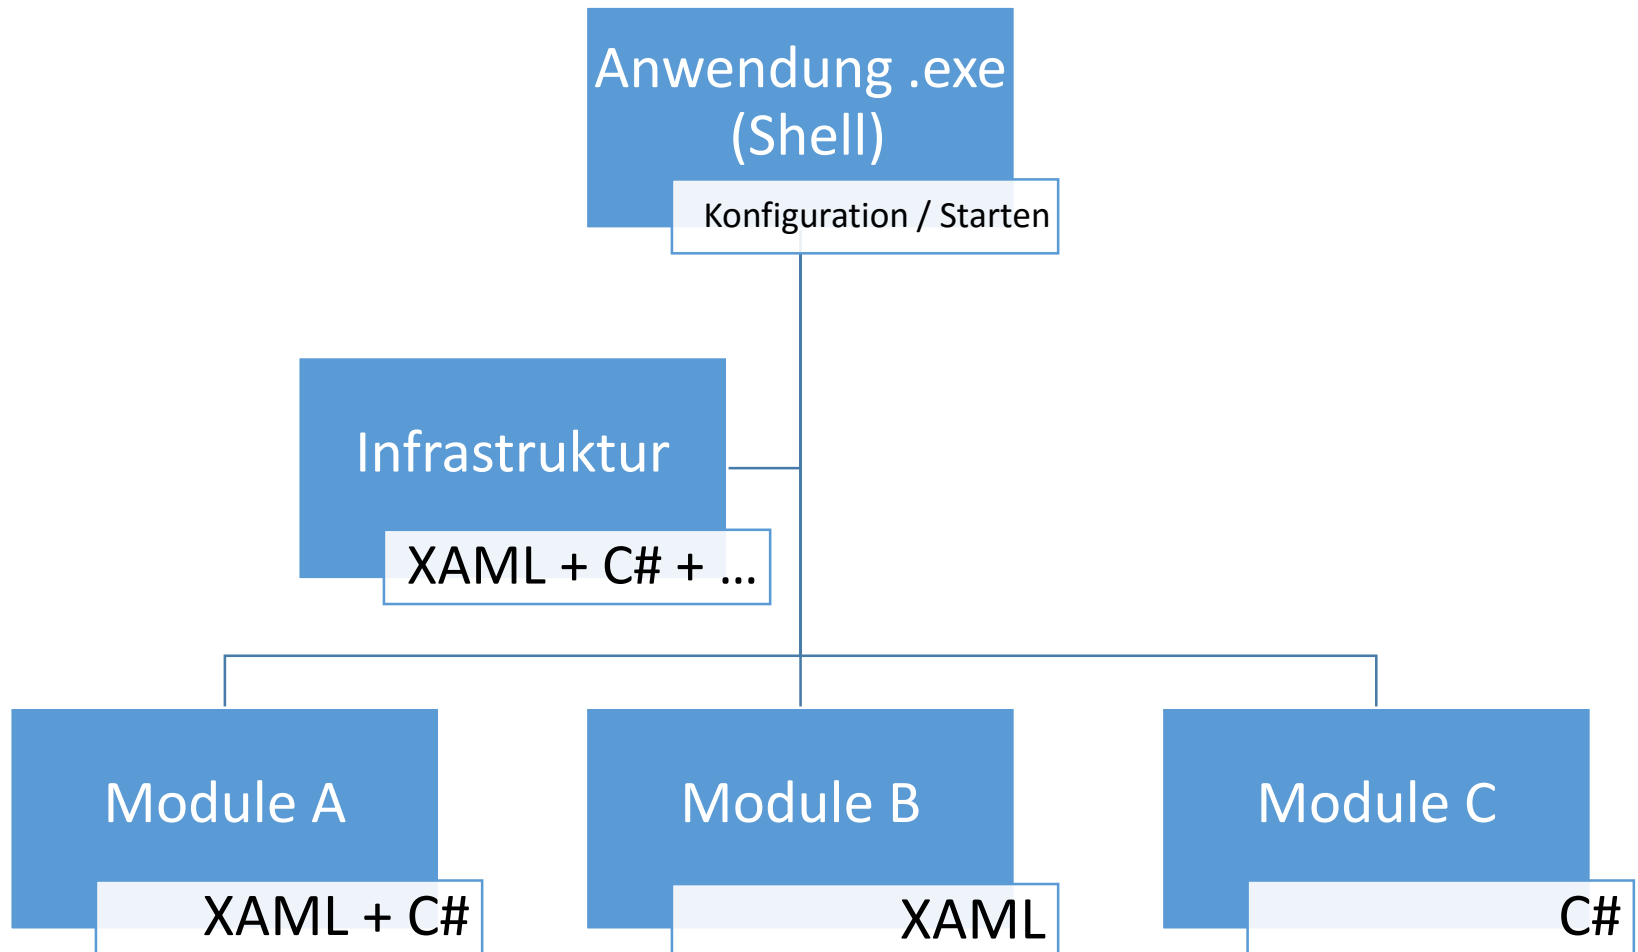 Anwendung .exe
(Shell)
Konfiguration / Starten
Infrastruktur
XAML + C# + ...
Module A
XAML + C#
Module B
XAML
Module C
C#